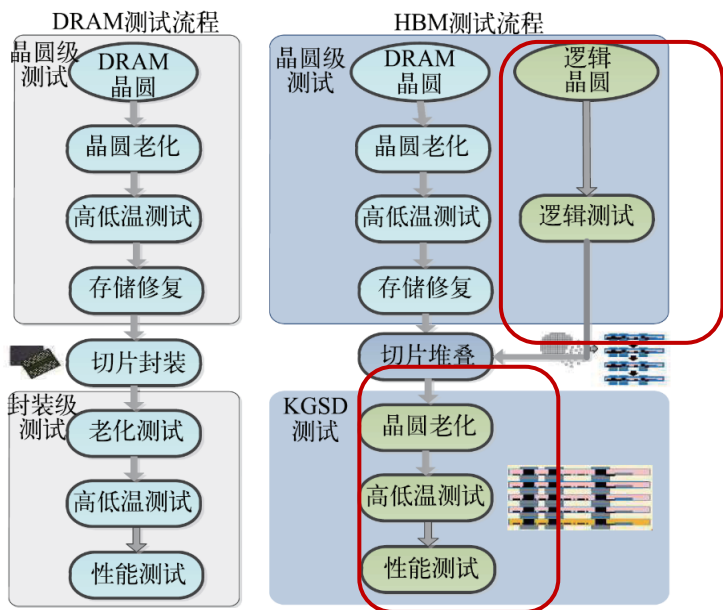 DRAM测试流程
晶圆级
测试
DRAM
晶圆
晶圆老化
高低温测试
存储修复
切片封装
封装级
测试
老化测试
高低温测试
性能测试
HBM测试流程
晶圆级
测试
DRAM
晶圆
晶圆老化
高低温测试
存储修复
逻辑
晶圆
逻辑测试
切片堆叠
KGSD
测试
晶圆老化
高低温测试
性能测试